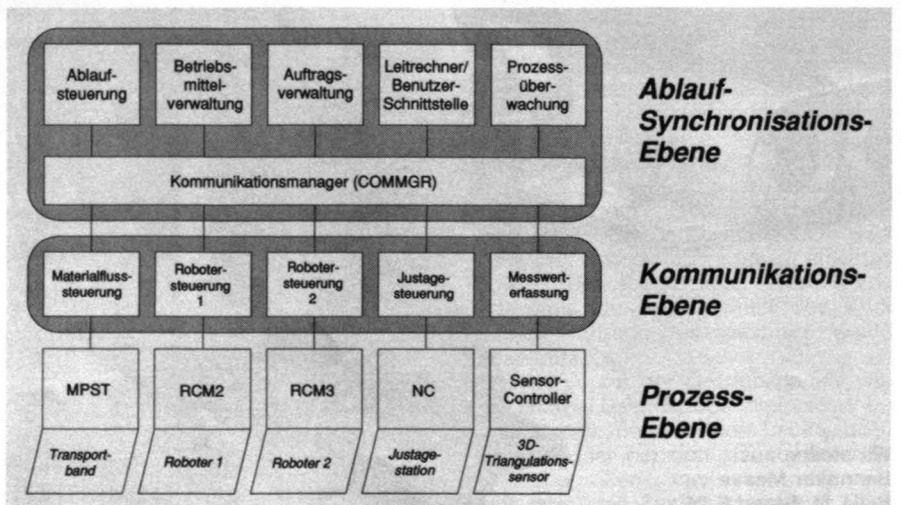 Ablauf-
steuerung
Betriebs-
mittel-
verwaltung
Auftrags-
verwaltung
Leitrechner/
Benutzer-
Schnittstelle
Prozess-
über-
wachung
Ablauf-
Synchronisations-
Ebene
Kommunikationsmanager (COMMGR)
Materialfluss-
steuerung
Roboter-
steuerung
1
Roboter-
steuerung
2
Justage-
steuerung
Messwert-
erfassung
Kommunikations-
Ebene
MPST
RCM2
RCM3
NC
Sensor-
Controller
Prozess-
Ebene
Transport-
band
Roboter 1
Roboter 2
Justage-
station
3D-
Triangulations-
sensor